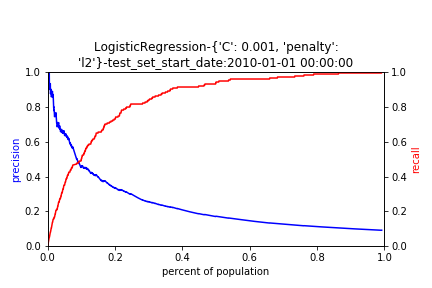 LogisticRegression-{'C': 0.001, 'penalty':
'l2'}-test_set_start_date:2010-01-01 00:00:00
1.0
0.8
0.6
0.4
0.2
0.0
precision
1.0
0.8
0.6
0.4
0.2
0.0
recall
0.0 0.2 0.4 0.6 0.8 1.0
percent of population